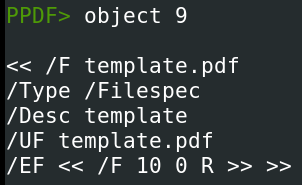 PPDF> object 9
<< /F template.pdf
/Type /Filespec
/Desc template
/UF template.pdf
/EF << /F 10 0 R >> >>